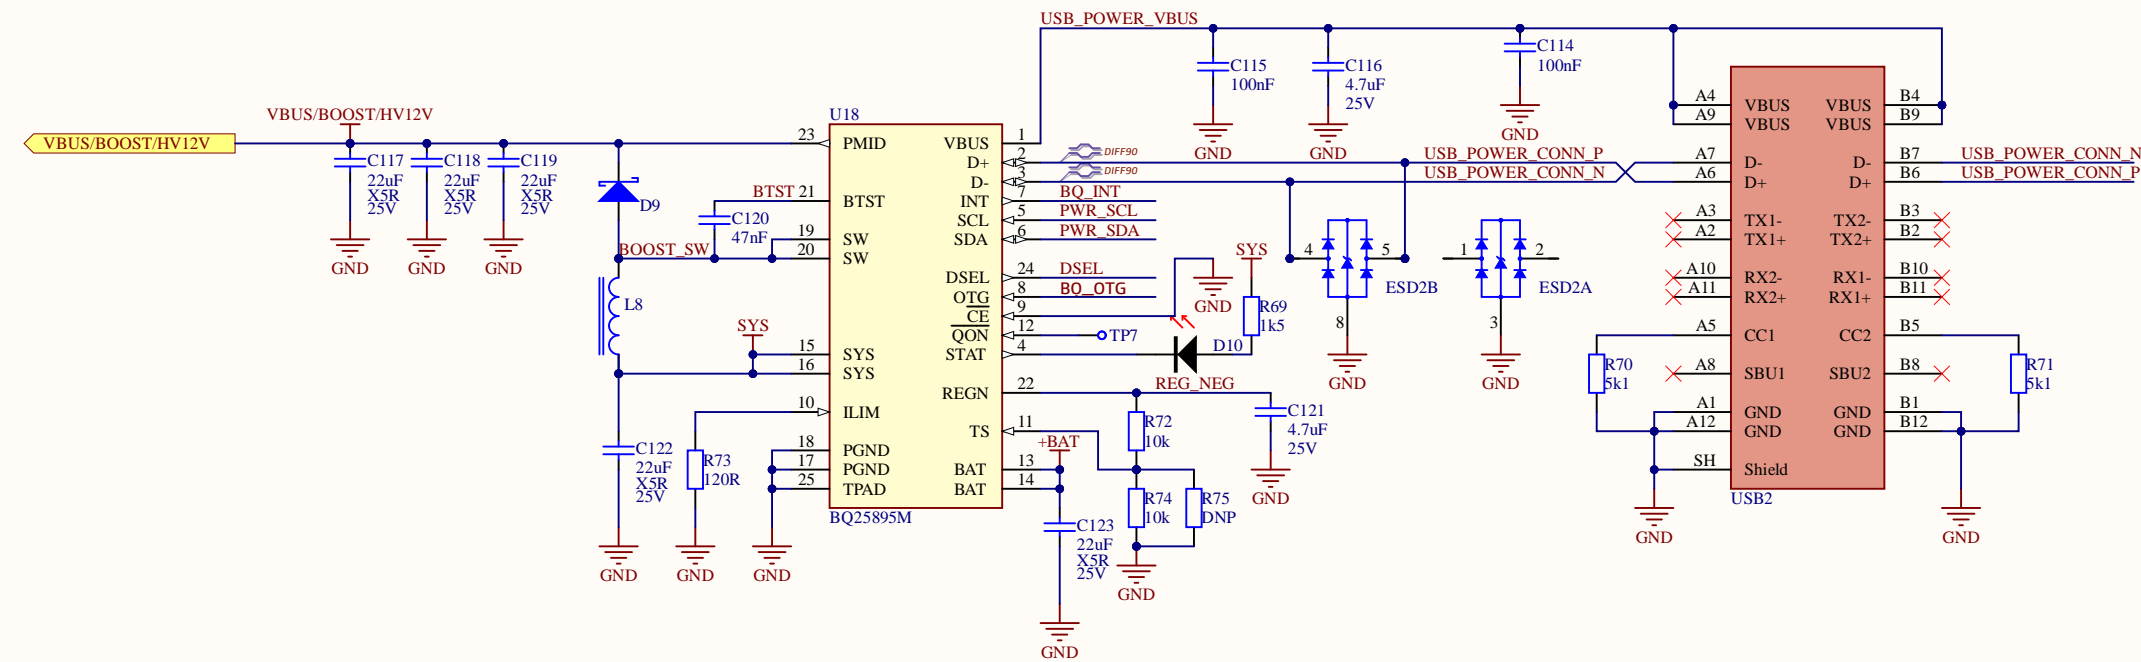 USB_POWER_VBUS
C115
100nF
GND
C116
4.7uF
25V
GND
C114
100nF
GND
VBUS/BOOST/HV12V
VBUS/BOOST/HV12V
C117
22uF
X5R
25V
GND
C118
22uF
X5R
25V
GND
C119
22uF
X5R
25V
GND
D9
BTST
C120
47nF
BOOST_SW
L8
SYS
C122
22uF
X5R
25V
GND
R73
120R
GND
GND
U18
23 PMID
21 BTST
19 SW
20 SW
15 SYS
16 SYS
10 ILIM
18 PGND
17 PGND
25 TPAD
VBUS 1
D+ 2
D- 3
INT 7
SCL 5
SDA 6
DSEL 24
OTG 8
CE 9
QON 12
STAT 4
REGN 22
TS 11
BAT 13
BAT 14
BQ25895M
DIFF90
DIFF90
BQ_INT
PWR_SCL
PWR_SDA
DSEL
BQ_OTG
GND
TP7
SYS
R69
1k5
D10
REG_NEG
R72
10k
C121
4.7uF
25V
GND
+BAT
R74
10k
R75
DNP
GND
C123
22uF
X5R
25V
GND
USB_POWER_CONN_P
USB_POWER_CONN_N
4 5
ESD2B
8
GND
1 2
ESD2A
3
GND
A4 VBUS VBUS B4
A9 VBUS VBUS B9
A7 D- D- B7
A6 D+ D+ B6
A3 TX1- TX2- B3
A2 TX1+ TX2+ B2
A10 RX2- RX1- B10
A11 RX2+ RX1+ B11
A5 CC1 CC2 B5
A8 SBU1 SBU2 B8
A1 GND GND B1
A12 GND GND B12
SH Shield
USB2
R70
5k1
GND
USB_POWER_CONN_N
USB_POWER_CONN_P
R71
5k1
GND